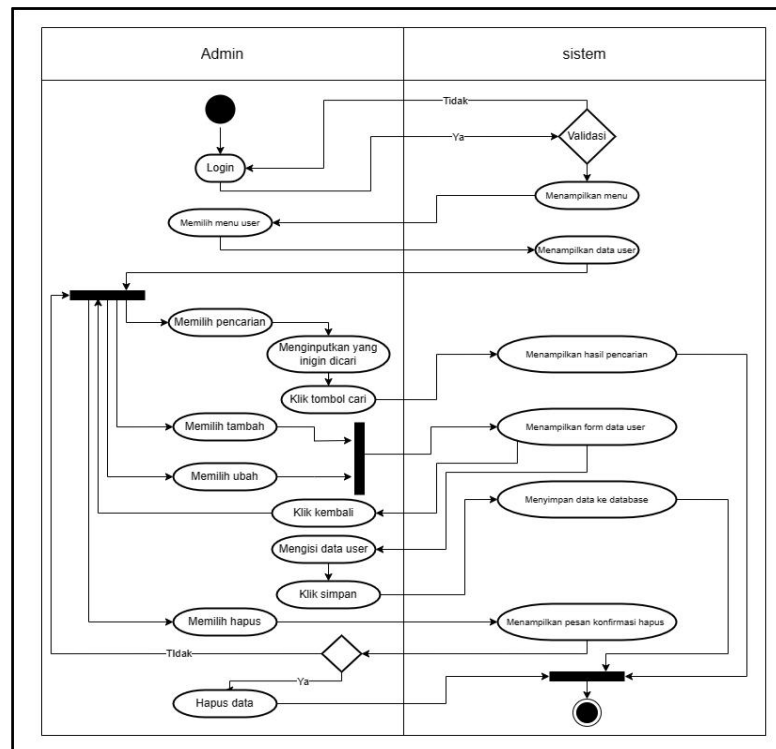 Admin
sistem
Tidak
Ya
Validasi
Login
Menampilkan menu
Memilih menu user
Menampilkan data user
Memilih pencarian
Menginputkan yang
inigin dicari
Menampilkan hasil pencarian
Klik tombol cari
Memilih tambah
Menampilkan form data user
Memilih ubah
Menyimpan data ke database
Klik kembali
Mengisi data user
Klik simpan
Memilih hapus
Menampilkan pesan konfirmasi hapus
TIdak
Ya
Hapus data